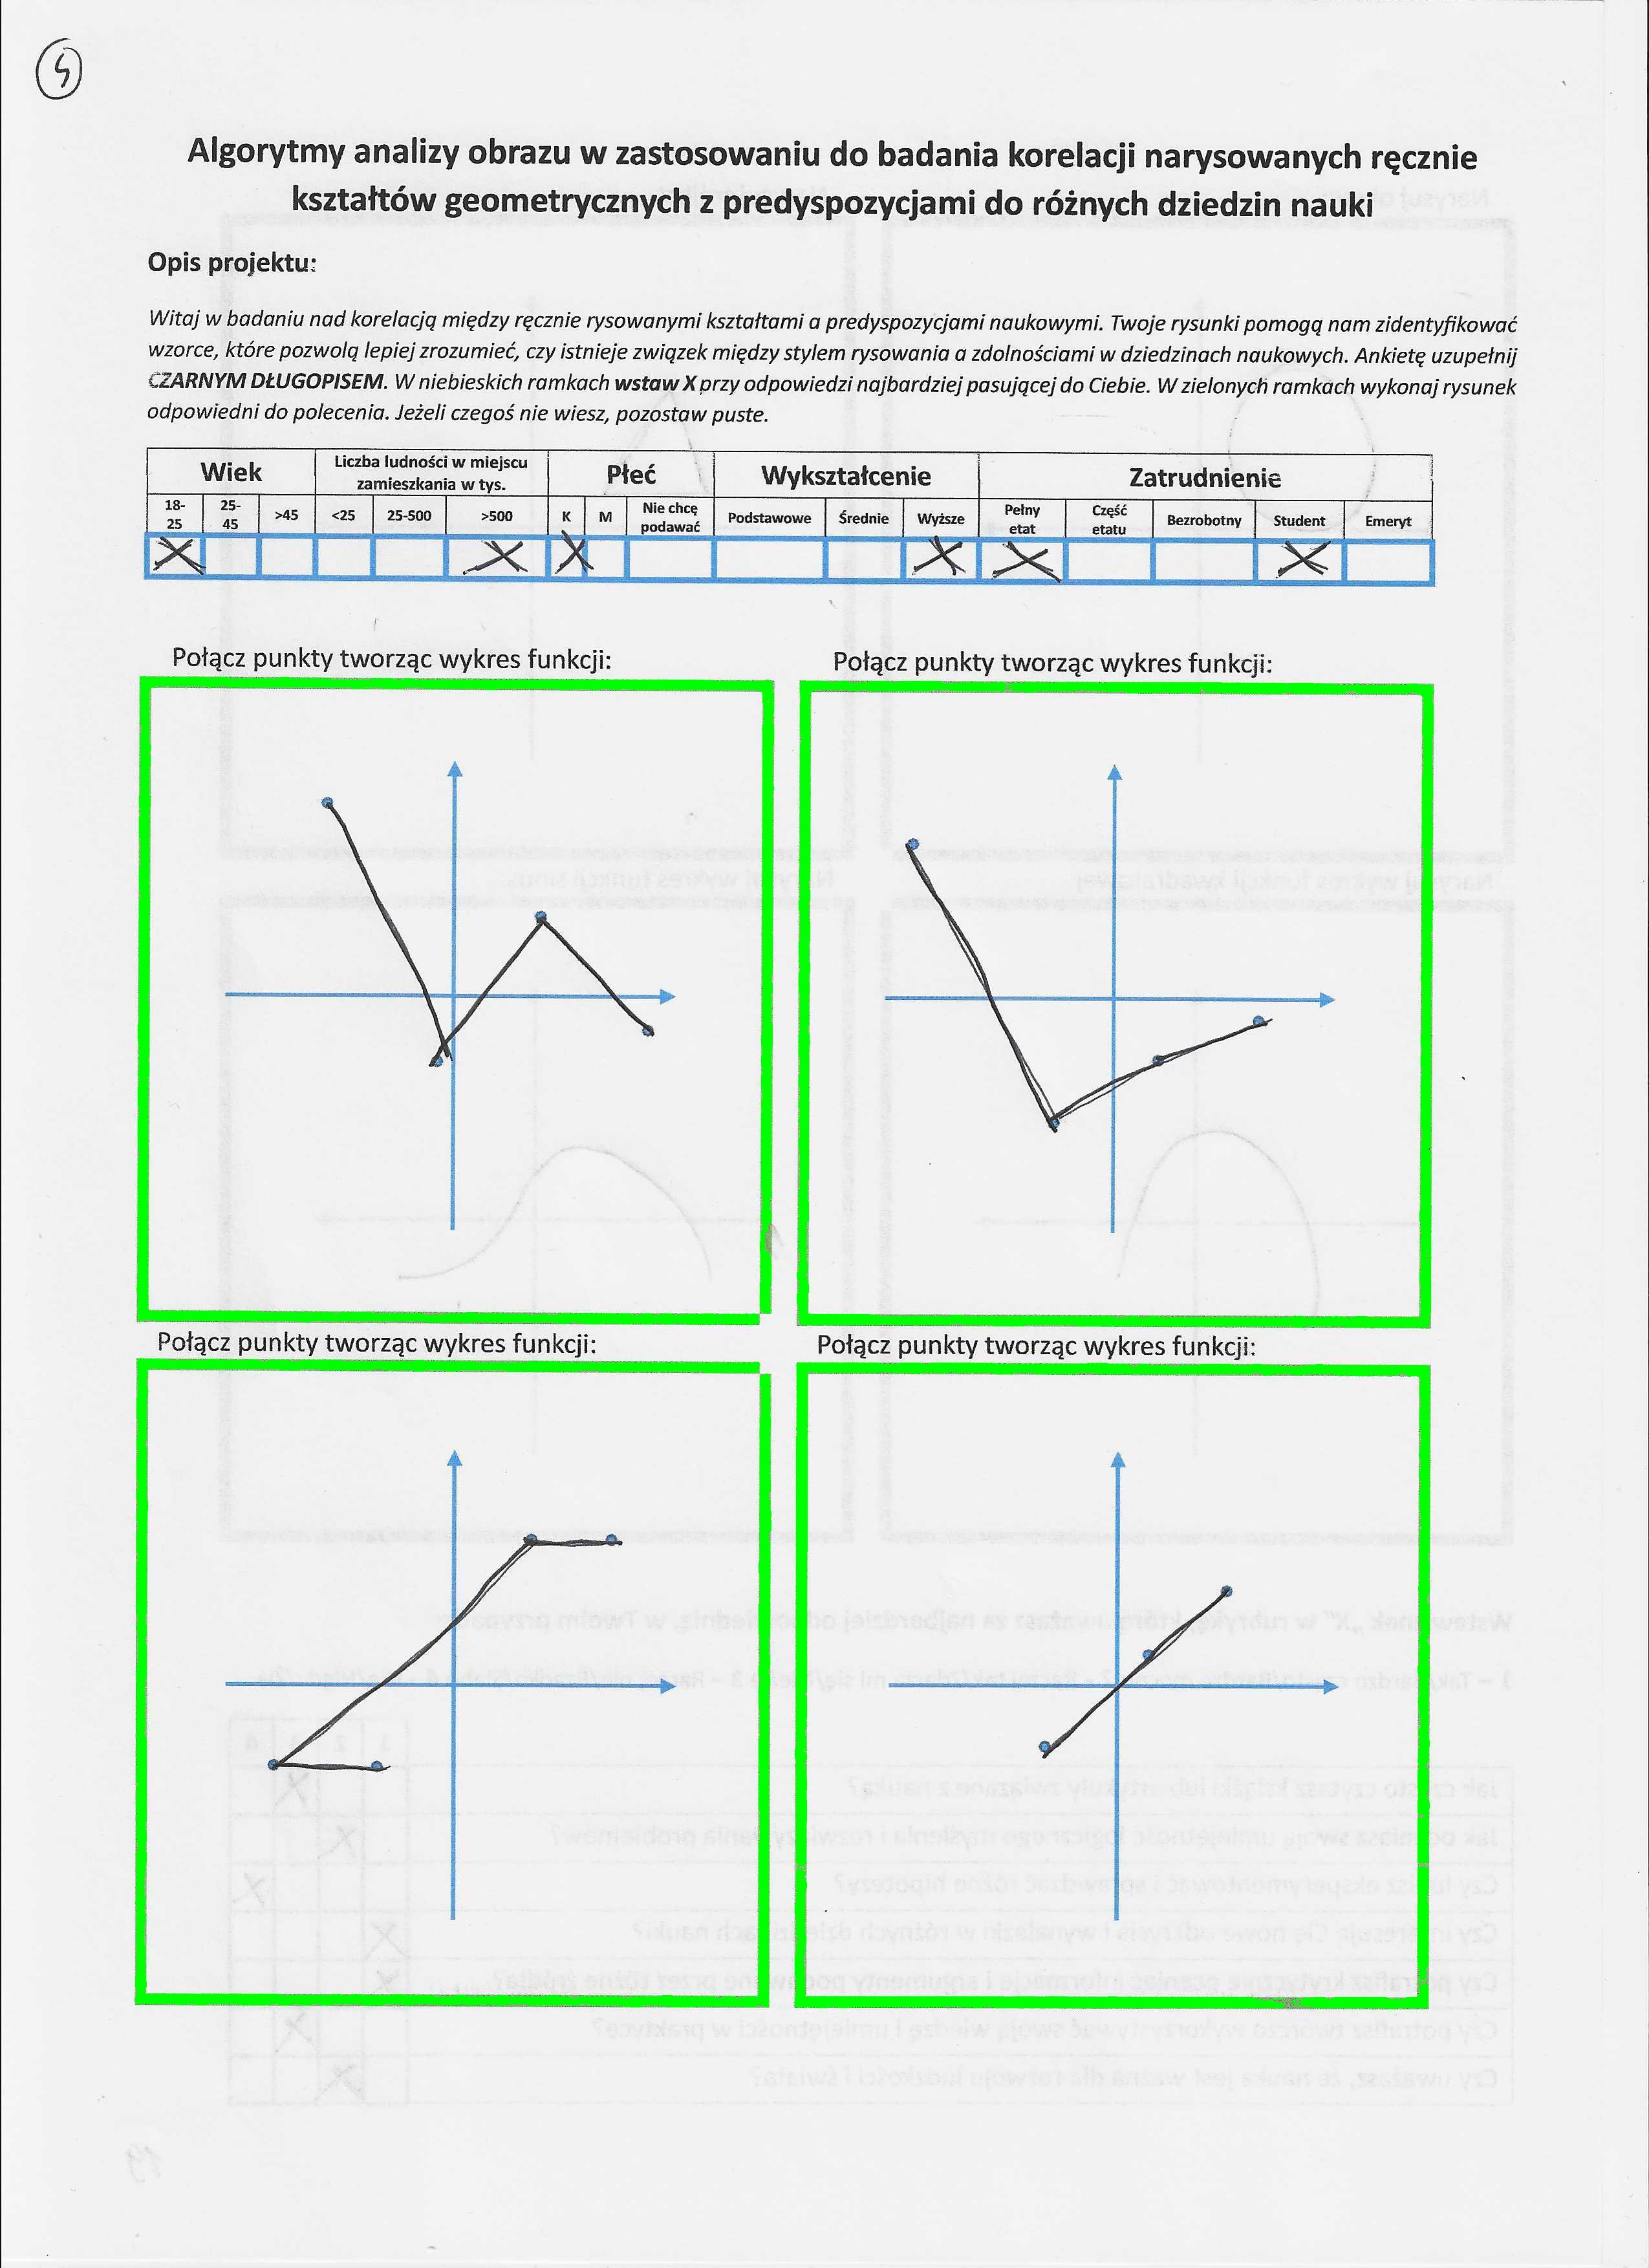 Algorytmy analizy obrazu w zastosowaniu do badania korelacji narysowanych ręcznie
kształtów geometrycznych z predyspozycjami do różnych dziedzin nauki
Opis projektu:
Witaj w badaniu nad korelacją między ręcznie rysowanymi kształtami a predyspozycjami naukowymi. Twoje rysunki pomogą nam zidentyfikować
wzorce, które pozwolą lepiej zrozumieć, czy istnieje związek między stylem rysowania a zdolnościami w dziedzinach naukowych. Ankietę uzupełnij
CZARNYM DŁUGOPISEM. W niebieskich ramkach wstaw X przy odpowiedzi najbardziej pasującej do Ciebie. W zielonych ramkach wykonaj rysunek
odpowiedni do polecenia. Jeżeli czegoś nie wiesz, pozostaw puste.
Wiek Liczba ludności w miejscu zamieszkania w tys. Płeć Wykształcenie Zatrudnienie
18-25 25-45 >45 <25 25-500 >500 K M Nie chcę podawać Podstawowe Średnie Wyższe Pełny etat Część etatu Bezrobotny Student Emeryt
X X X X X X
Połącz punkty tworząc wykres funkcji: Połącz punkty tworząc wykres funkcji:
Połącz punkty tworząc wykres funkcji: Połącz punkty tworząc wykres funkcji: